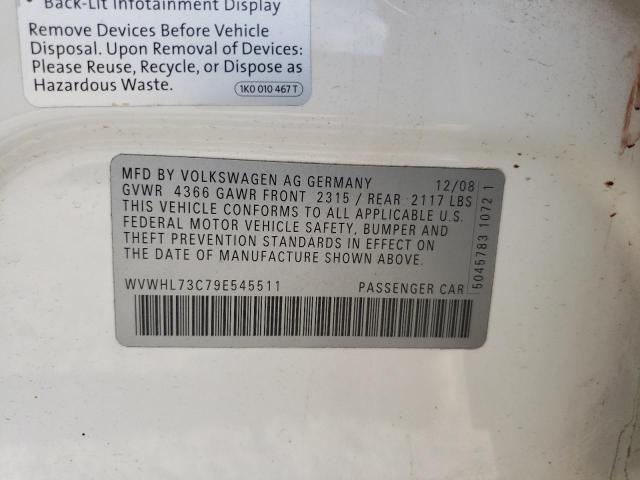 Back-Lit Infotainment Display
Remove Devices Before Vehicle
Disposal. Upon Removal of Devices:
Please Reuse, Recycle, or Dispose as
Hazardous Waste.
1K0 010 467 T
MFD BY VOLKSWAGEN AG GERMANY 12/08
GVWR 4366 GAWR FRONT 2315 / REAR 2117 LBS
THIS VEHICLE CONFORMS TO ALL APPLICABLE U.S.
FEDERAL MOTOR VEHICLE SAFETY, BUMPER AND
THEFT PREVENTION STANDARDS IN EFFECT ON
THE DATE OF MANUFACTURE SHOWN ABOVE.
WVWHL73C79E545511 PASSENGER CAR
5045783 1072 1